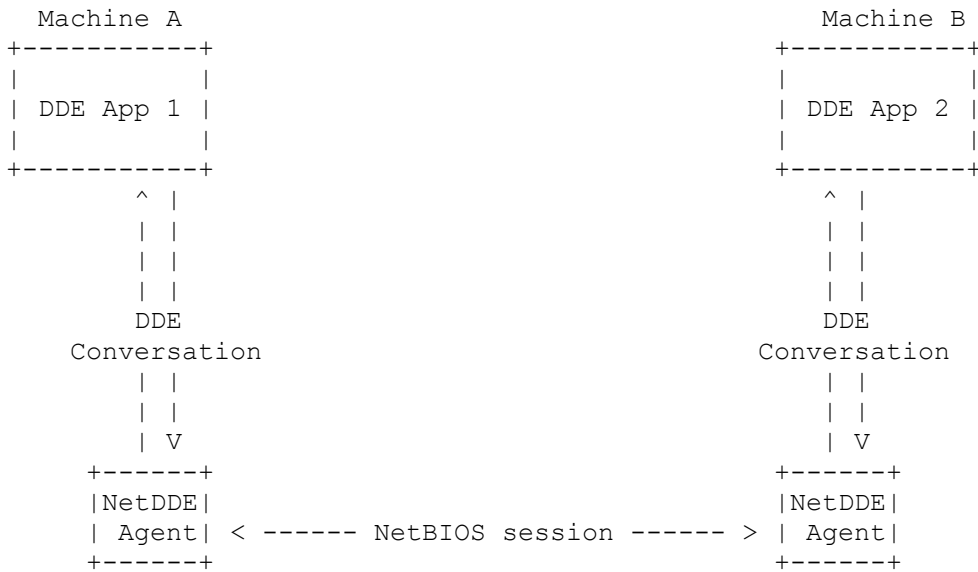 Machine A Machine B
DDE App 1 DDE App 2
DDE DDE
Conversation Conversation
NetDDE NetDDE
Agent < ------ NetBIOS session ------ > Agent